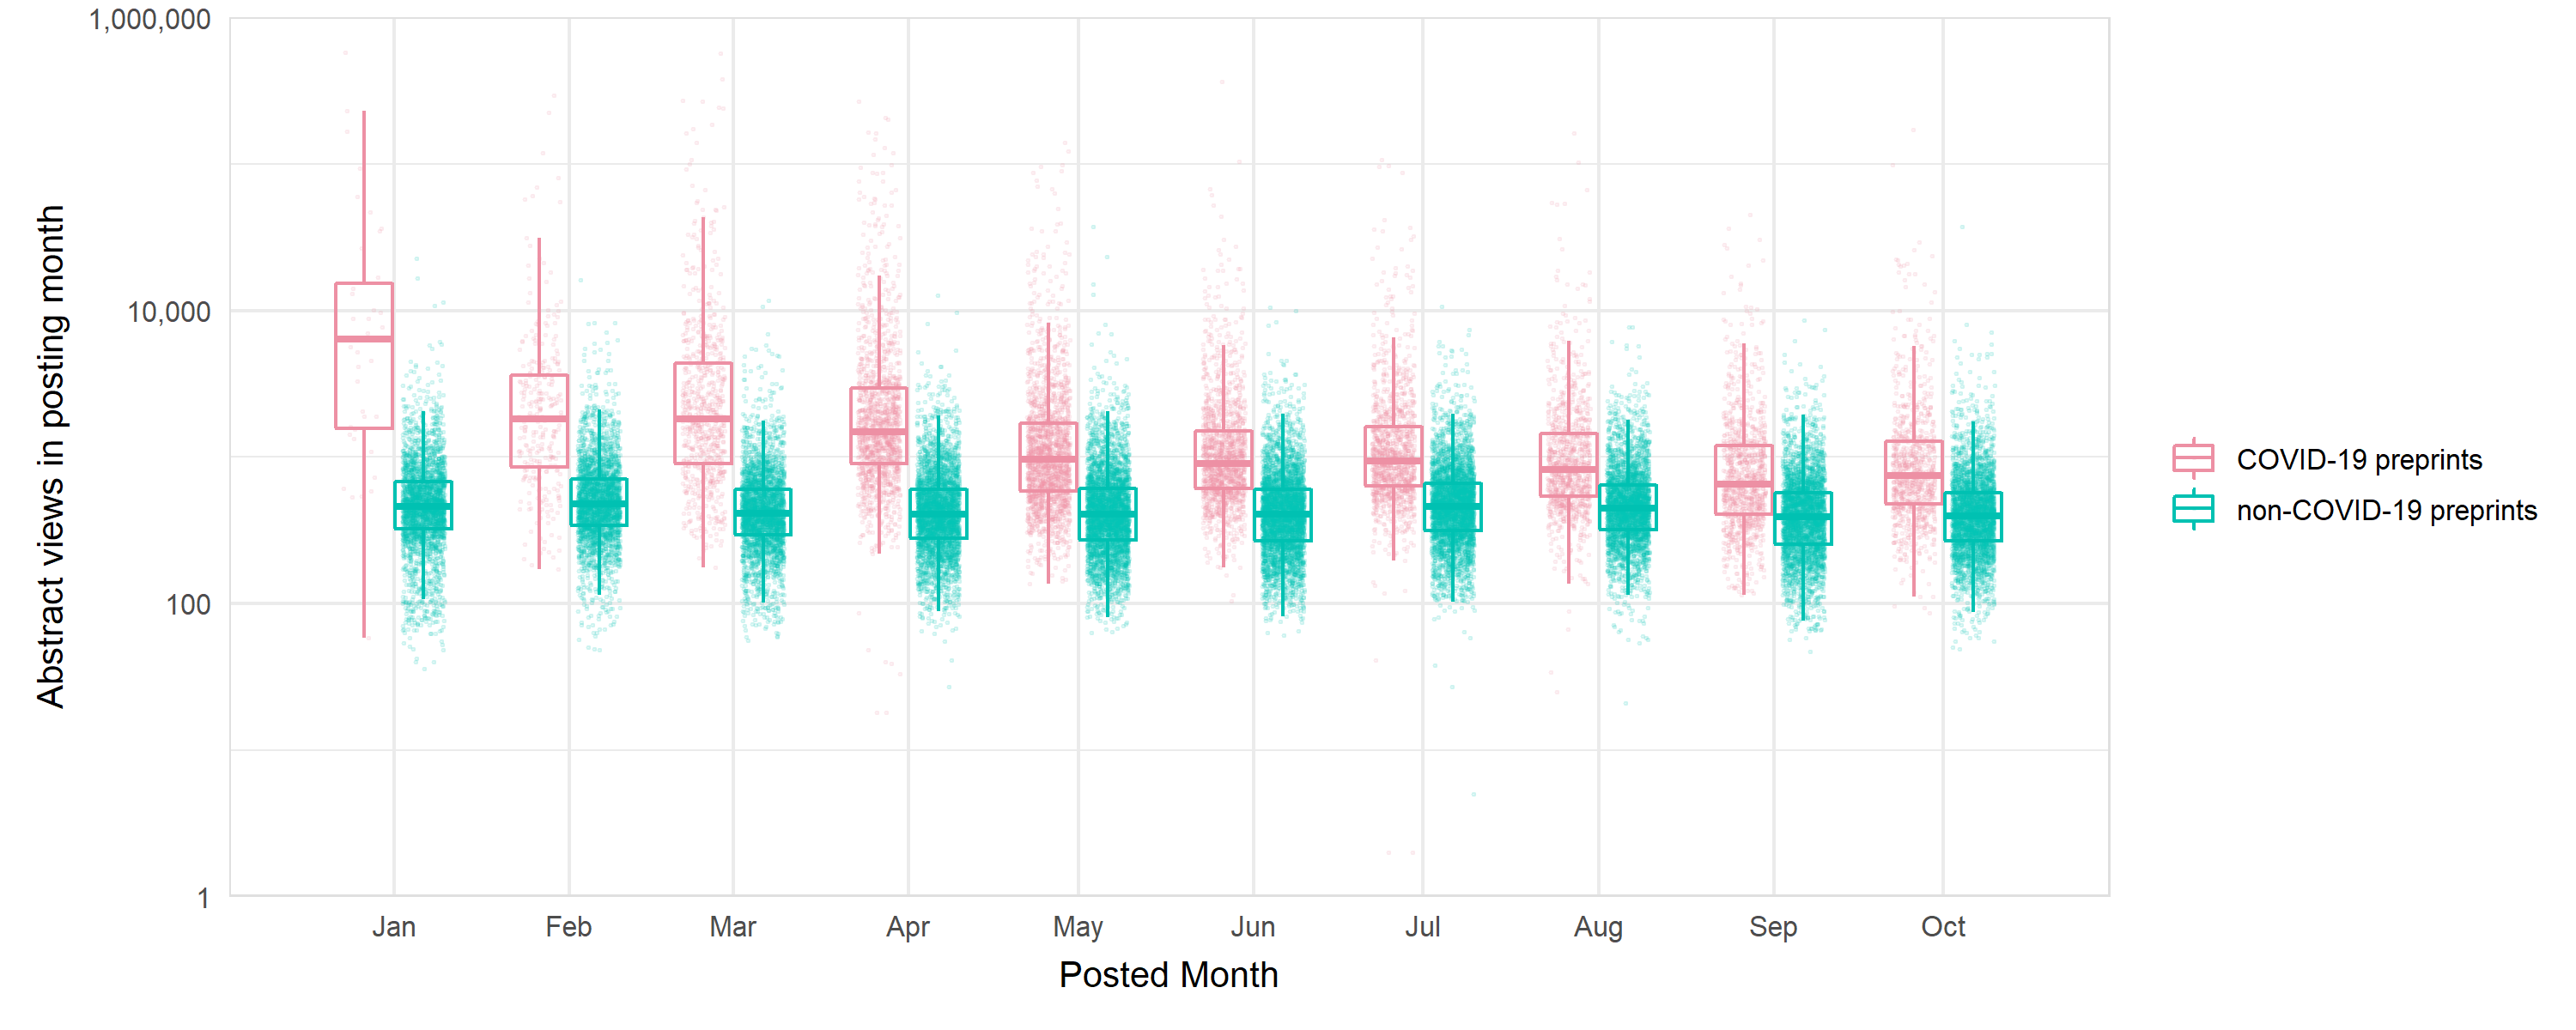 Abstract views in posting month
1,000,000
10,000
100
1
Jan Feb Mar Apr May Jun Jul Aug Sep Oct
Posted Month
COVID-19 preprints
non-COVID-19 preprints